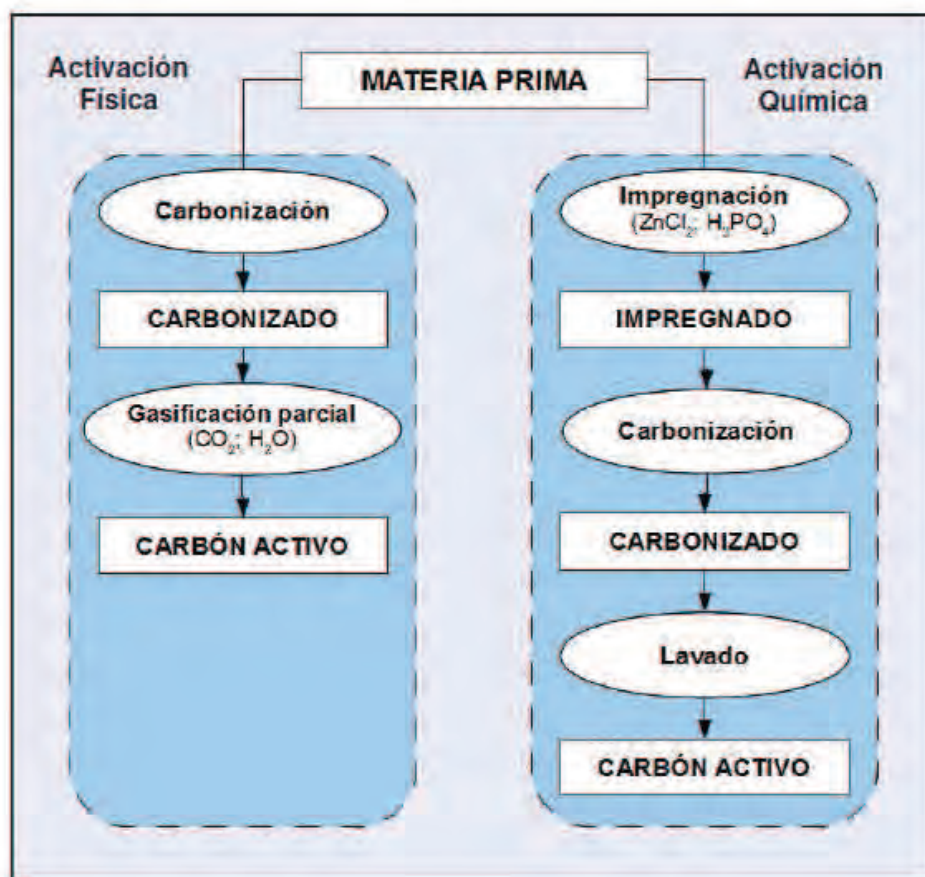 Activación
Física
MATERIA PRIMA
Activación
Química
Carbonización
CARBONIZADO
Gasificación parcial
(CO₂; H₂O)
CARBÓN ACTIVO
Impregnación
(ZnCl₂; H₃PO₄)
IMPREGNADO
Carbonización
CARBONIZADO
Lavado
CARBÓN ACTIVO